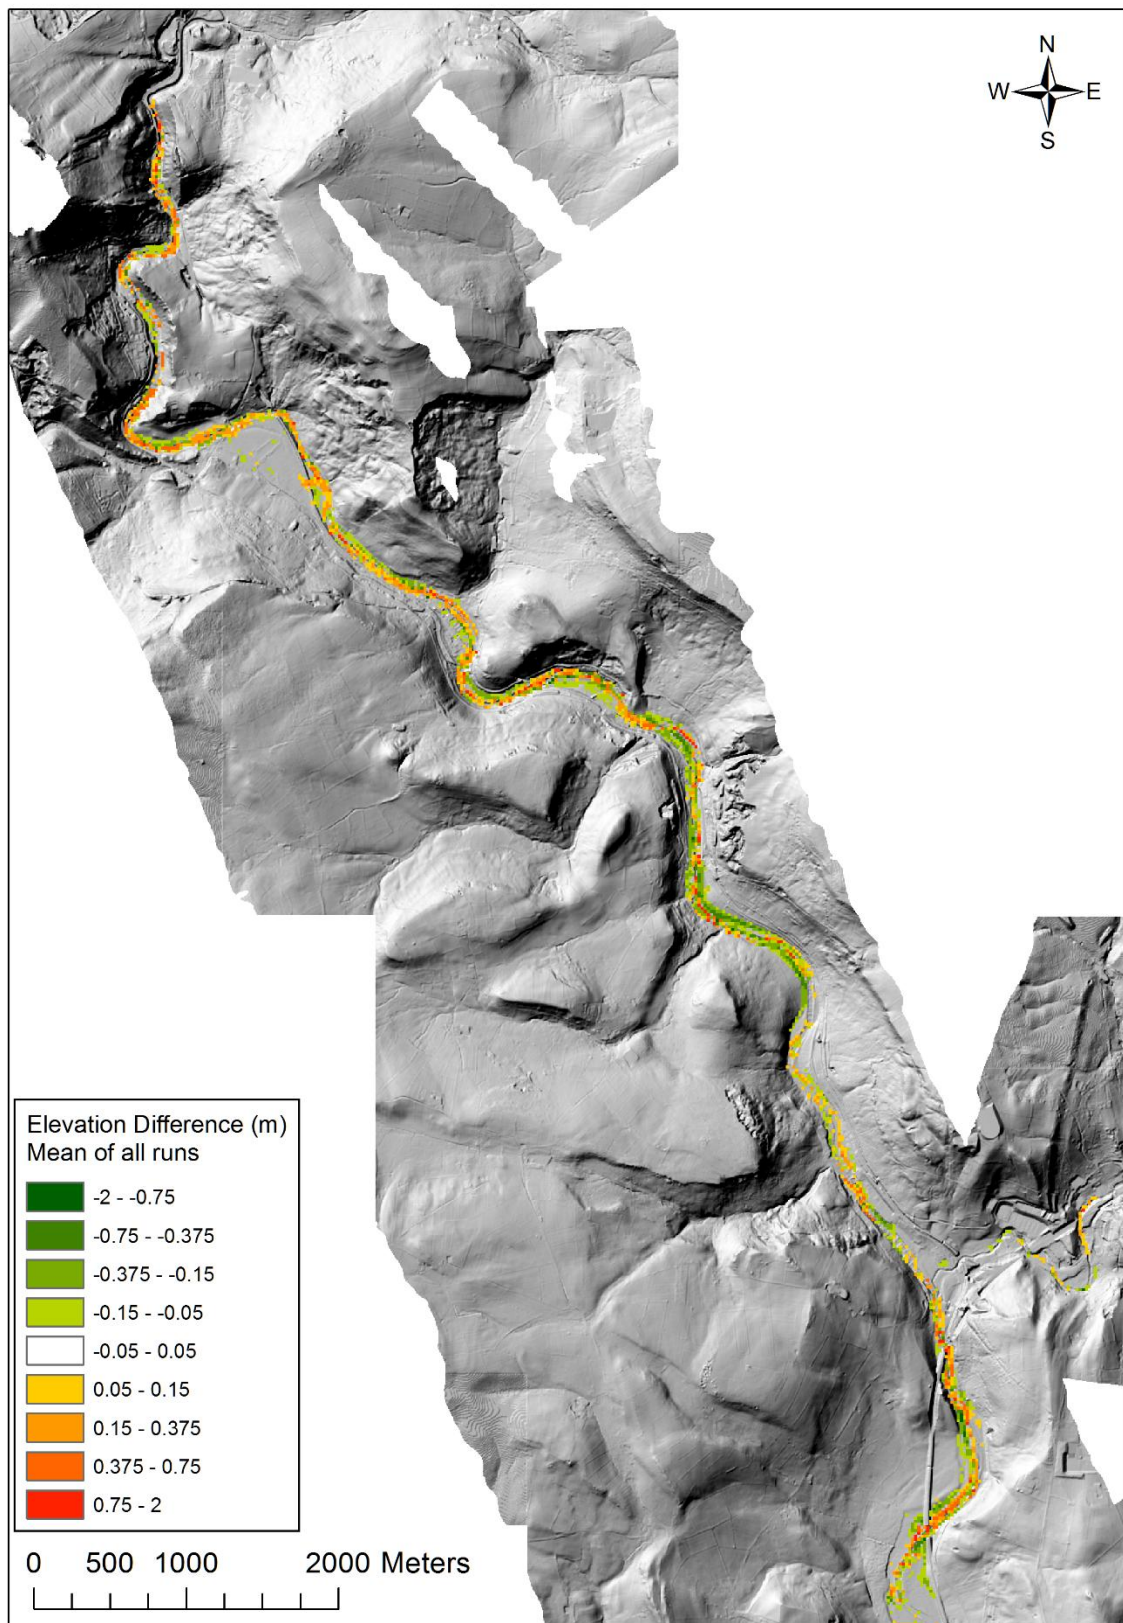 N
W E
S
Elevation Difference (m)
Mean of all runs
-2 - -0.75
-0.75 - -0.375
-0.375 - -0.15
-0.15 - -0.05
-0.05 - 0.05
0.05 - 0.15
0.15 - 0.375
0.375 - 0.75
0.75 - 2
0 500 1000 2000 Meters